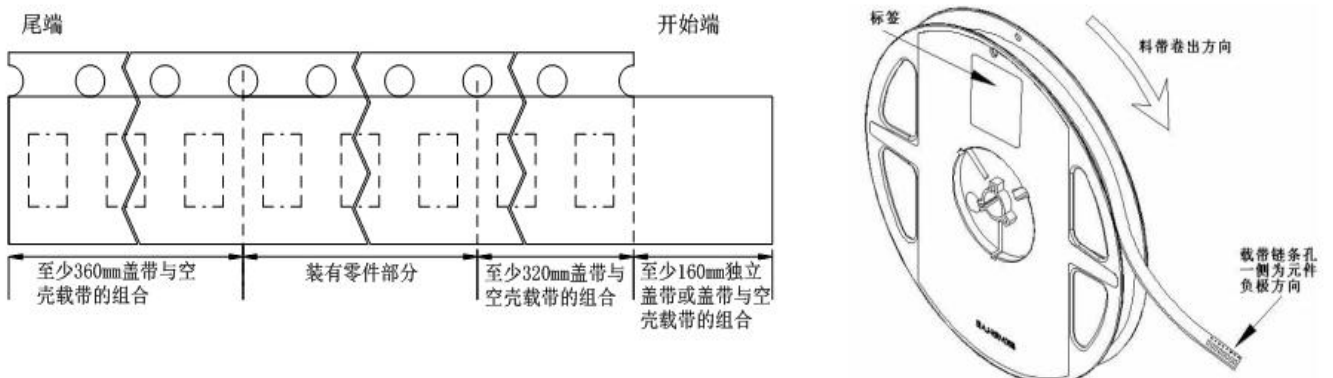 尾端
开始端
至少360mm盖带与空
壳载带的组合
装有零件部分
至少320mm盖带与
空壳载带的组合
至少160mm独立
盖带或盖带与空
壳载带的组合
标签
料带卷出方向
载带链条孔
一侧为元件
负极方向